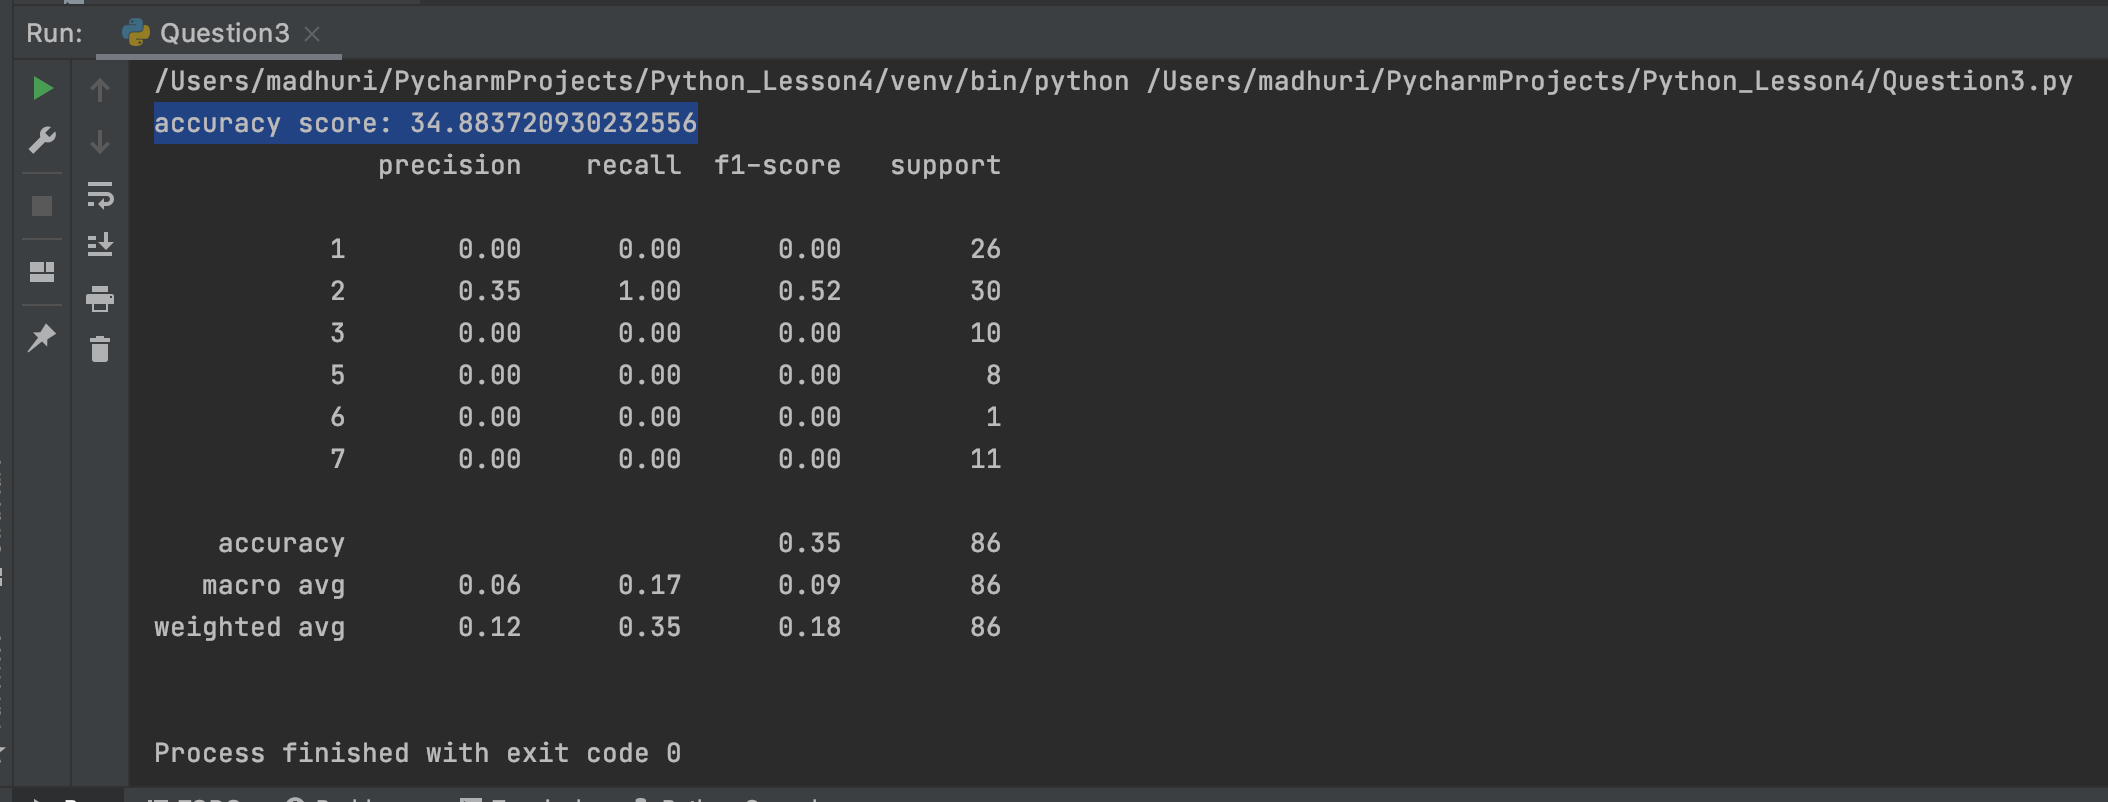 Run: Question3
/Users/madhuri/PycharmProjects/Python_Lesson4/venv/bin/python /Users/madhuri/PycharmProjects/Python_Lesson4/Question3.py
accuracy score: 34.883720930232556
precision recall f1-score support
1 0.00 0.00 0.00 26
2 0.35 1.00 0.52 30
3 0.00 0.00 0.00 10
5 0.00 0.00 0.00 8
6 0.00 0.00 0.00 1
7 0.00 0.00 0.00 11
accuracy 0.35 86
macro avg 0.06 0.17 0.09 86
weighted avg 0.12 0.35 0.18 86
Process finished with exit code 0